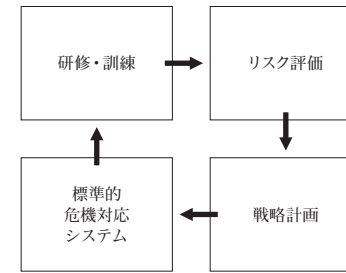 研修・訓練
リスク評価
標準的
危機対応
システム
戦略計画